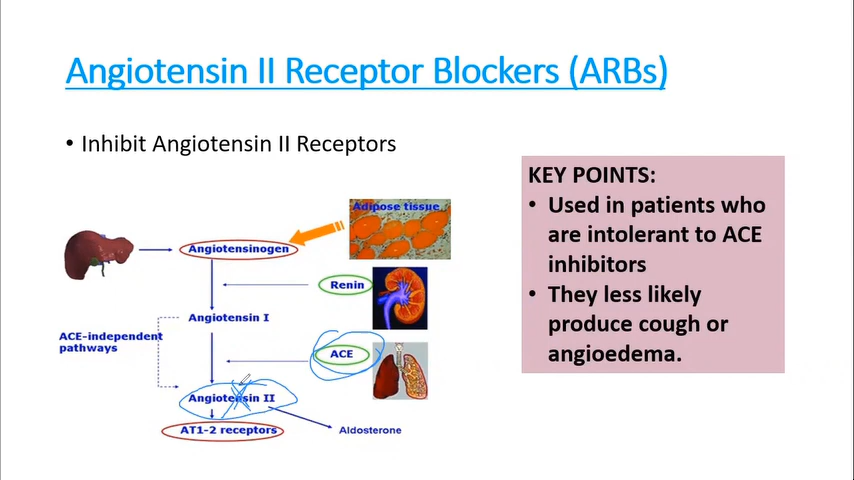 Angiotensin II Receptor Blockers (ARBs)
• Inhibit Angiotensin II Receptors
KEY POINTS:
• Used in patients who
are intolerant to ACE
inhibitors
• They less likely
produce cough or
angioedema.
Adipose tissue
Angiotensinogen
Renin
Angiotensin I
ACE-independent
pathways
ACE
Angiotensin II
AT1-2 receptors
Aldosterone